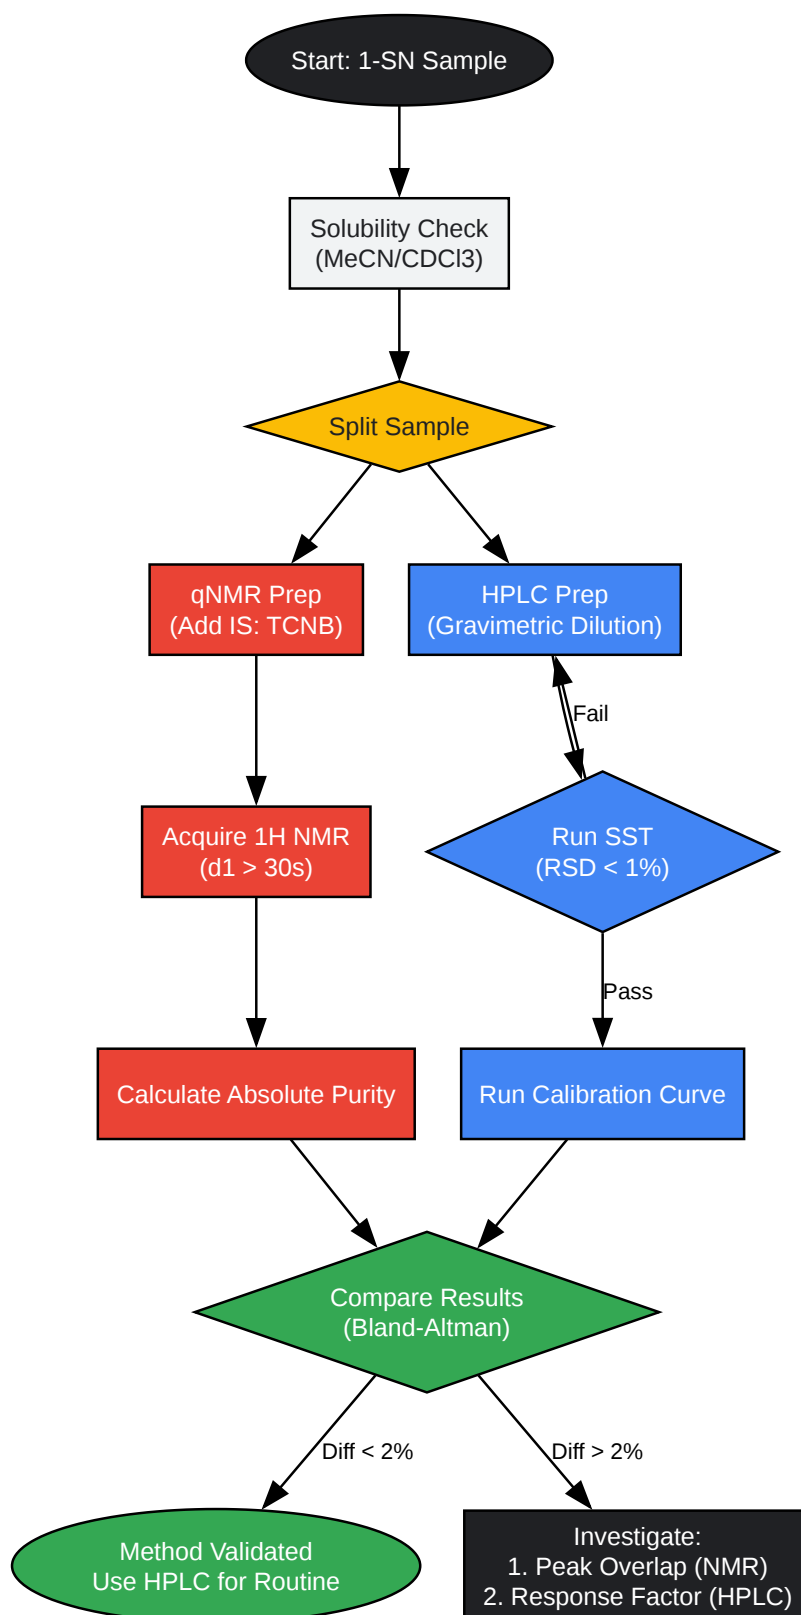 Start: 1-SN Sample
Solubility Check
(MeCN/CDCl3)
Split Sample
qNMR Prep
(Add IS: TCNB)
HPLC Prep
(Gravimetric Dilution)
Fail
Acquire 1H NMR
(d1 > 30s)
Run SST
(RSD < 1%)
Pass
Calculate Absolute Purity
Run Calibration Curve
Compare Results
(Bland-Altman)
Diff < 2%
Diff > 2%
Method Validated
Use HPLC for Routine
Investigate:
1. Peak Overlap (NMR)
2. Response Factor (HPLC)